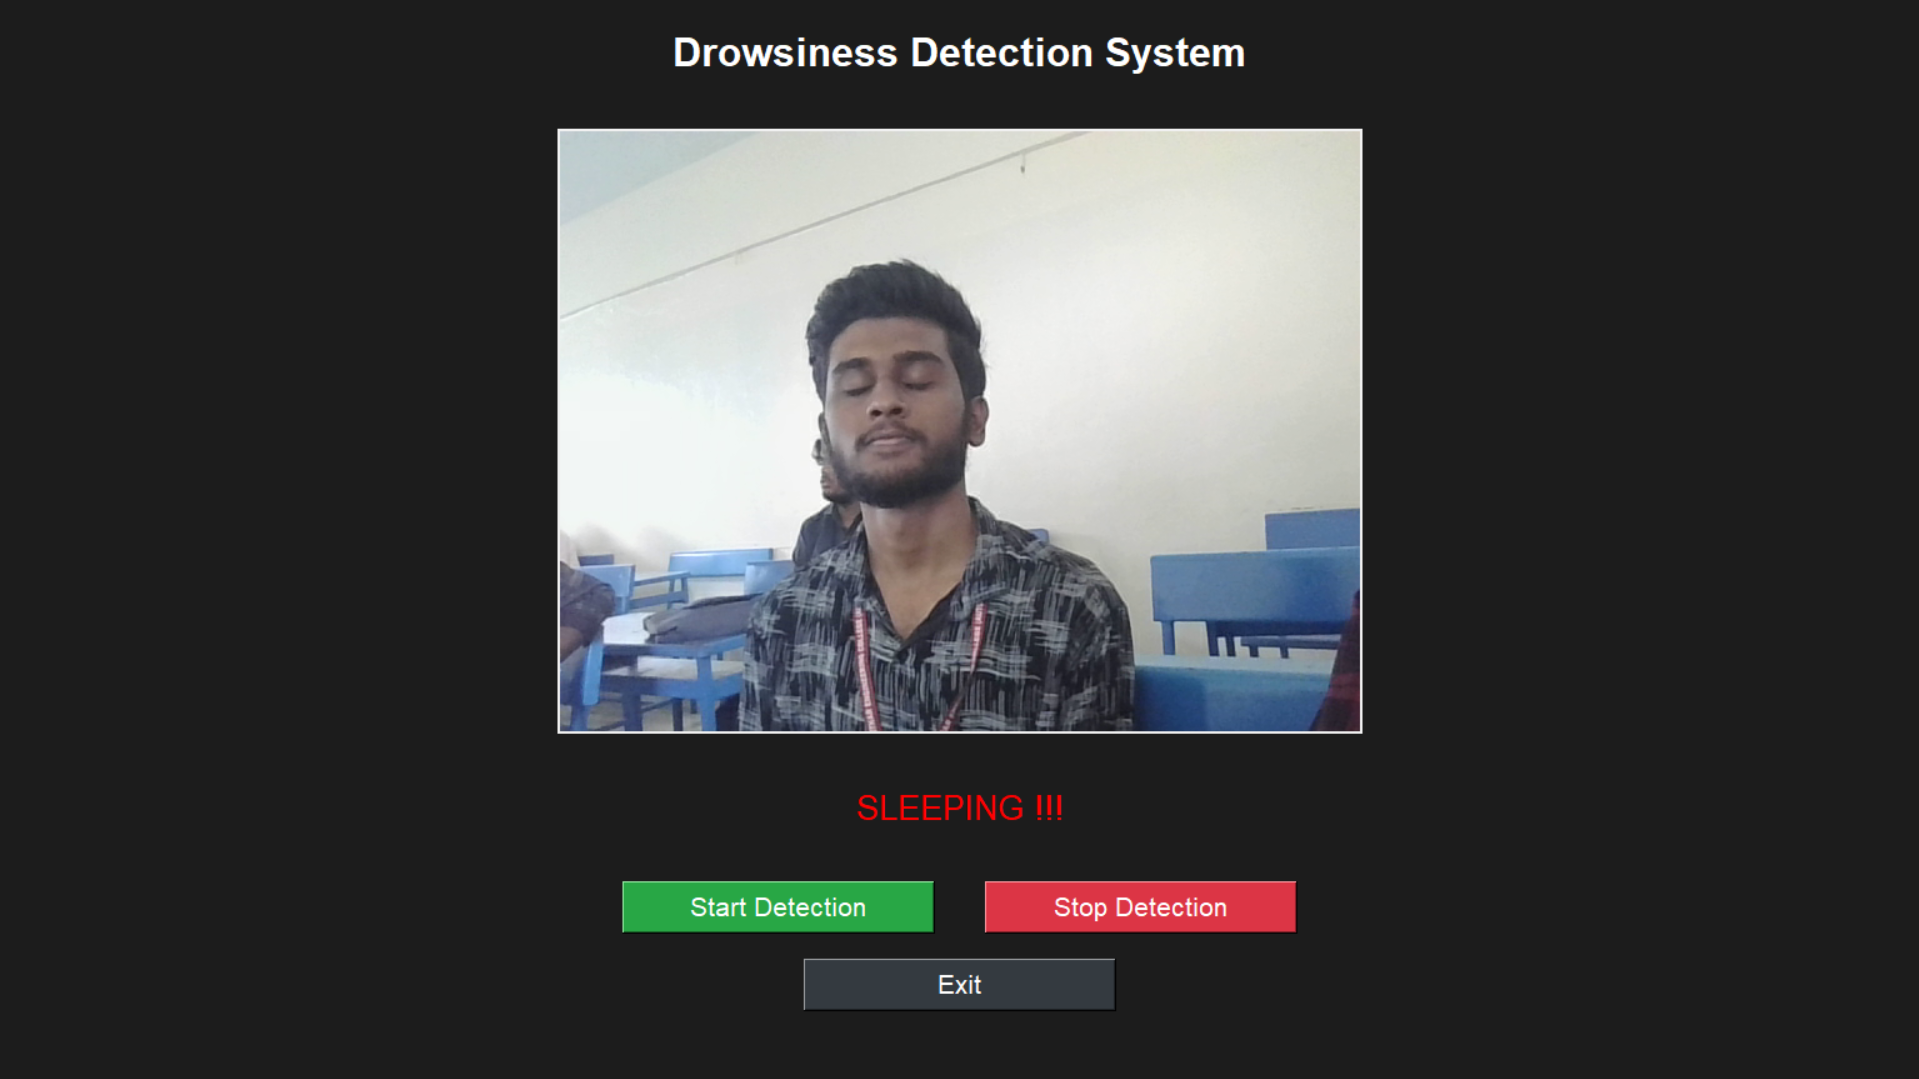 Drowsiness Detection System
SLEEPING !!!
Start Detection
Stop Detection
Exit